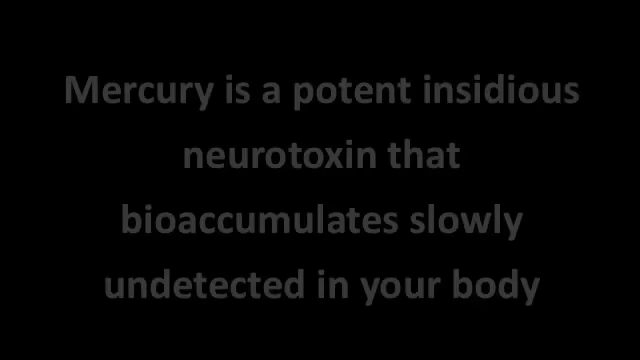 Mercury is a potent insidious
neurotoxin that
bioaccumulates slowly
undetected in your body